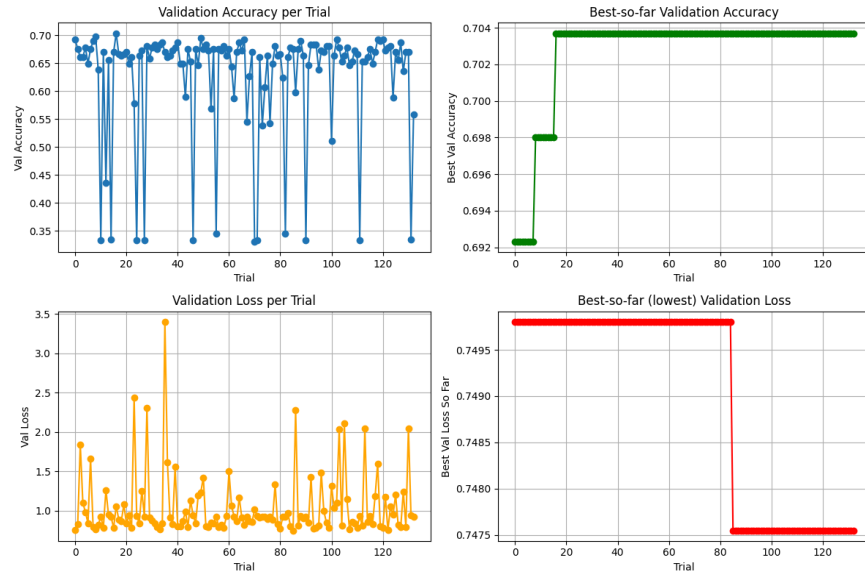 Validation Accuracy per Trial
0.70
0.65
0.60
0.55
0.50
0.45
0.40
0.35
Val Accuracy
0 20 40 60 80 100 120
Trial
Best-so-far Validation Accuracy
0.704
0.702
0.700
0.698
0.696
0.694
0.692
Best Val Accuracy
0 20 40 60 80 100 120
Trial
Validation Loss per Trial
3.5
3.0
2.5
2.0
1.5
1.0
Val Loss
0 20 40 60 80 100 120
Trial
Best-so-far (lowest) Validation Loss
0.7495
0.7490
0.7485
0.7480
0.7475
Best Val Loss So Far
0 20 40 60 80 100 120
Trial